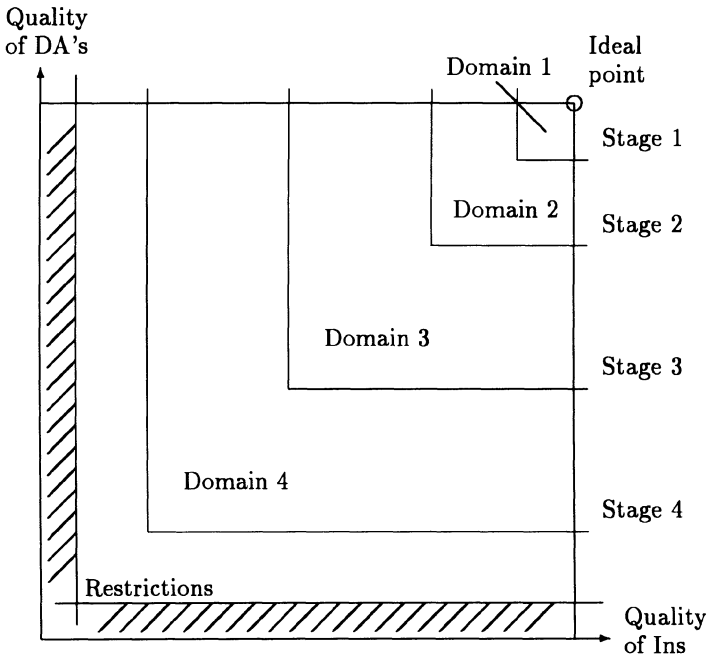 Quality
of DA's
Ideal
point
Domain 1
Stage 1
Domain 2
Stage 2
Domain 3
Stage 3
Domain 4
Stage 4
Restrictions
Quality
of Ins